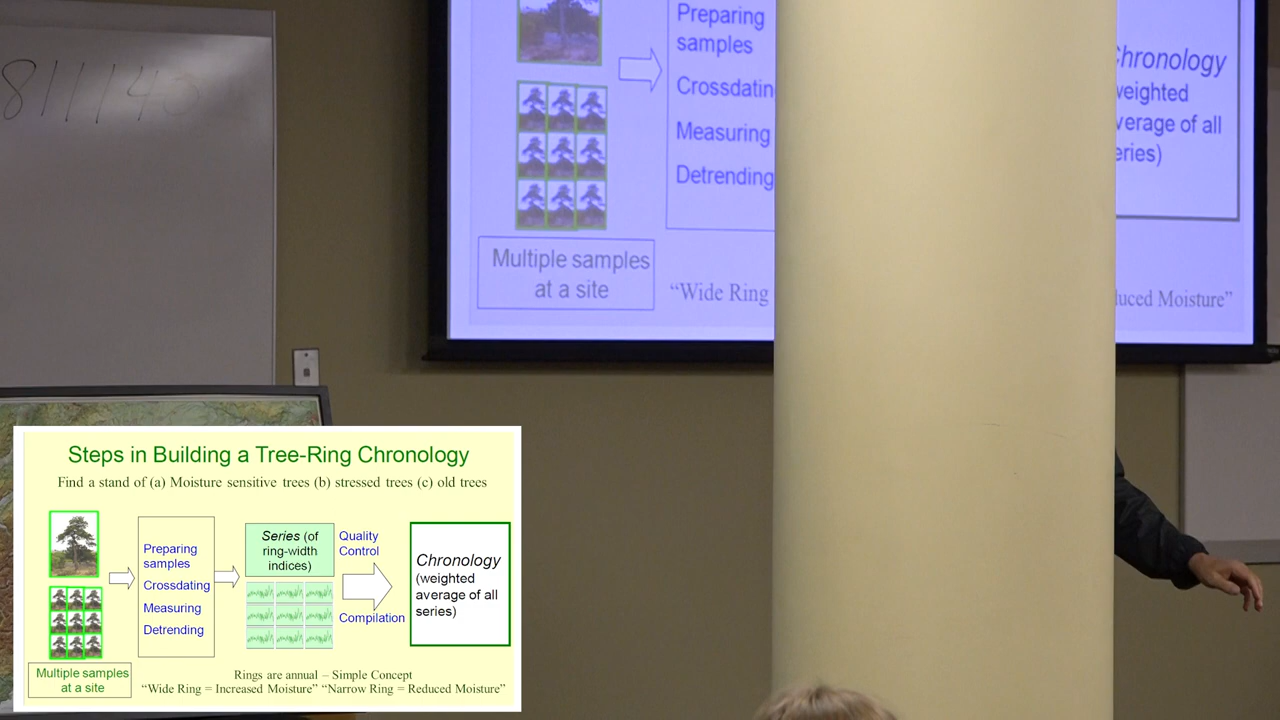 811143
Preparing
samples
Crossdatin
Measuring
Detrending
Multiple samples
at a site
“Wide Ring
hronology
weighted
verage of all
eries)
duced Moisture”
Steps in Building a Tree-Ring Chronology
Find a stand of (a) Moisture sensitive trees (b) stressed trees (c) old trees
Preparing
samples
Crossdating
Measuring
Detrending
Series (of
ring-width
indices)
Quality
Control
Compilation
Chronology
(weighted
average of all
series)
Multiple samples
at a site
Rings are annual – Simple Concept
“Wide Ring = Increased Moisture” “Narrow Ring = Reduced Moisture”